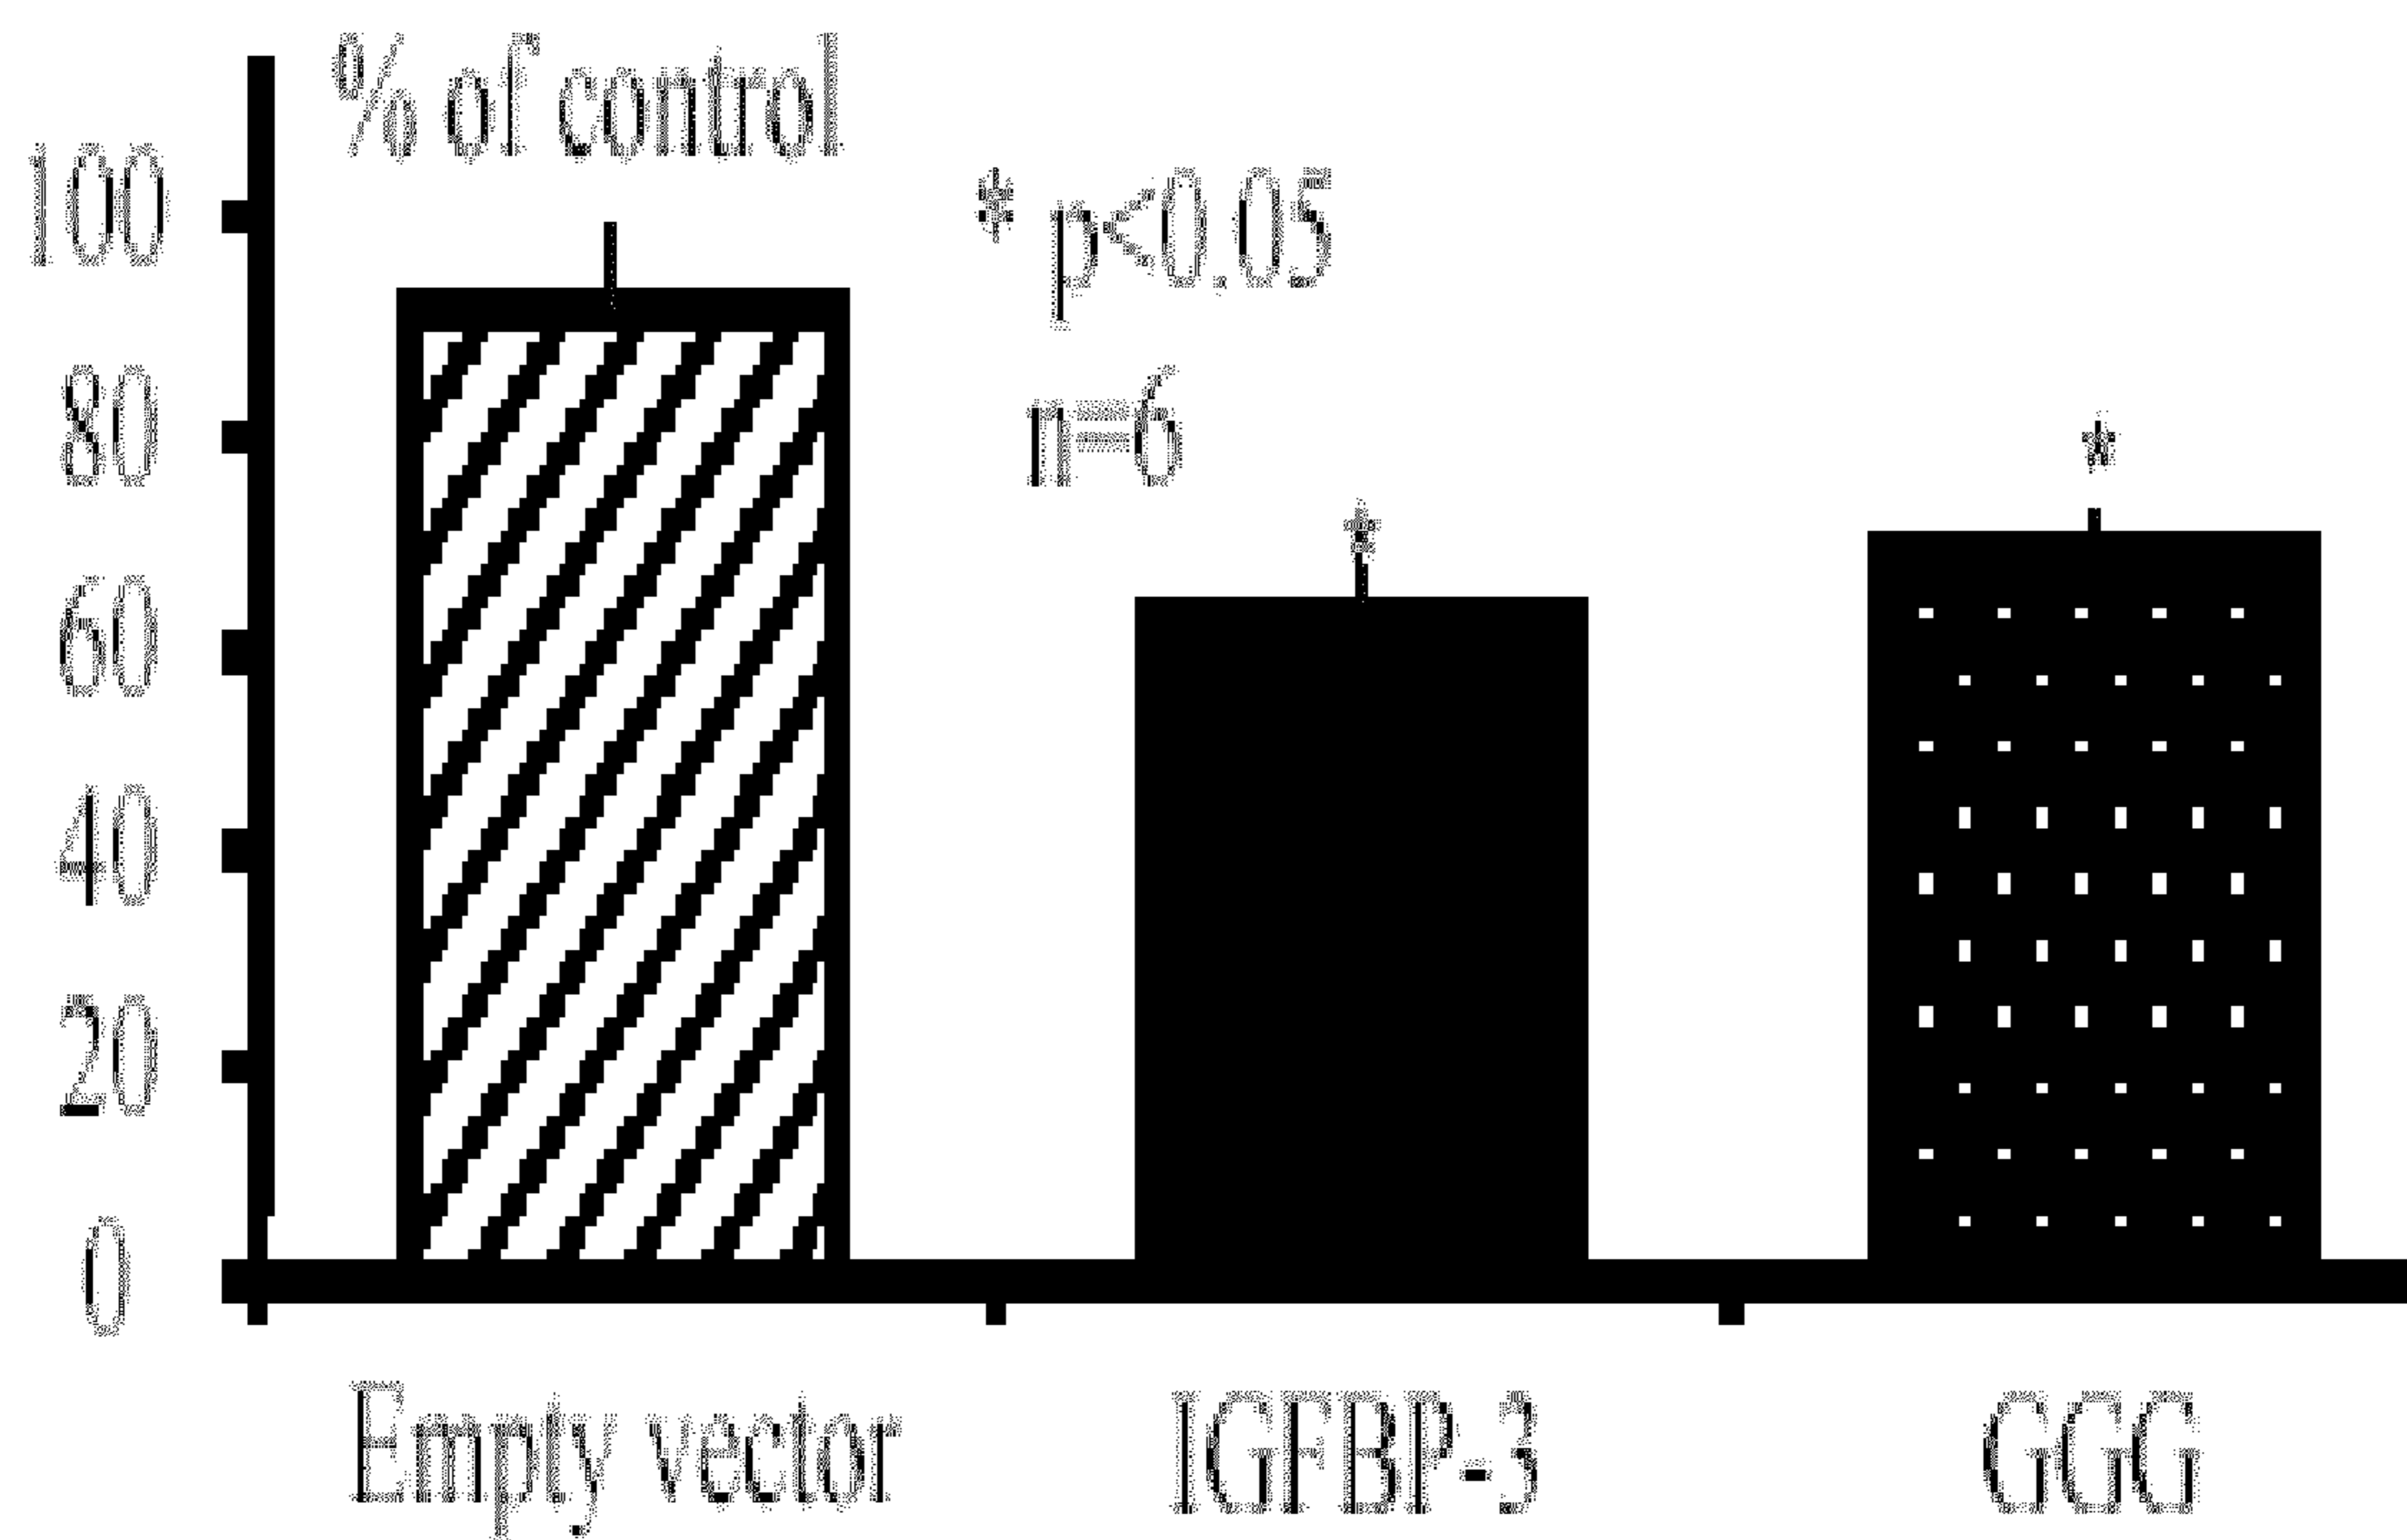 % of control
100
* p<0.05
80
n=6
*
*
60
40
20
0
Empty vector
IGFBP-3
GGG